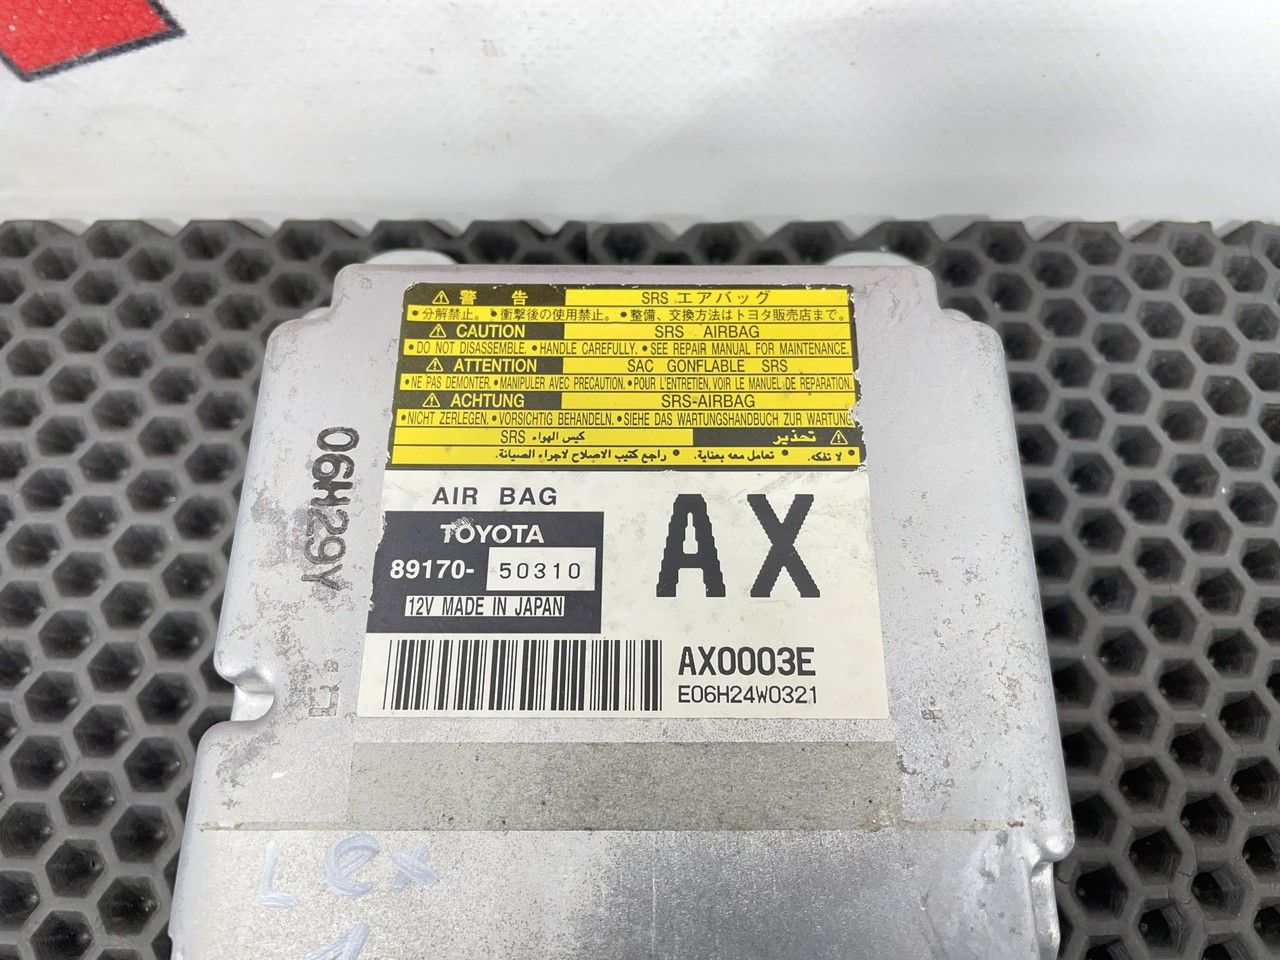 ⚠ 警 告 SRS エアバッグ
•分解禁止。 •衝撃後の使用禁止。 •整備、交換方法はトヨタ販売店まで。
⚠ CAUTION SRS AIRBAG
•DO NOT DISASSEMBLE. •HANDLE CAREFULLY. •SEE REPAIR MANUAL FOR MAINTENANCE.
⚠ ATTENTION SAC GONFLABLE SRS
•NE PAS DEMONTER. •MANIPULER AVEC PRECAUTION. •POUR L'ENTRETIEN, VOIR LE MANUEL DE REPARATION.
⚠ ACHTUNG SRS-AIRBAG
•NICHT ZERLEGEN. •VORSICHTIG BEHANDELN. •SIEHE DAS WARTUNGSHANDBUCH ZUR WARTUNG
⚠ تحذير كيس الهواء SRS
• لا تفكه. • تعامل معه بعناية. • راجع كتيب الاصلاح لاجراء الصيانة.
AIR BAG
TOYOTA
89170- 50310
12V MADE IN JAPAN
AX
AX0003E
E06H24W0321
06H29Y
Lex